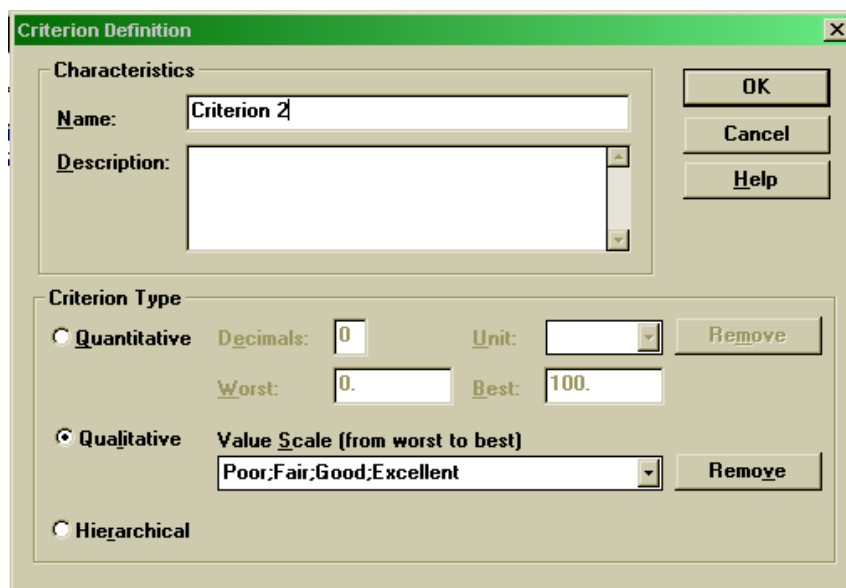 Criterion Definition
Characteristics
Name: Criterion 2
Description:
OK
Cancel
Help
Criterion Type
Quantitative Decimals: 0 Unit: Remove
Worst: 0. Best: 100.
Qualitative Value Scale (from worst to best)
Poor;Fair;Good;Excellent Remove
Hierarchical